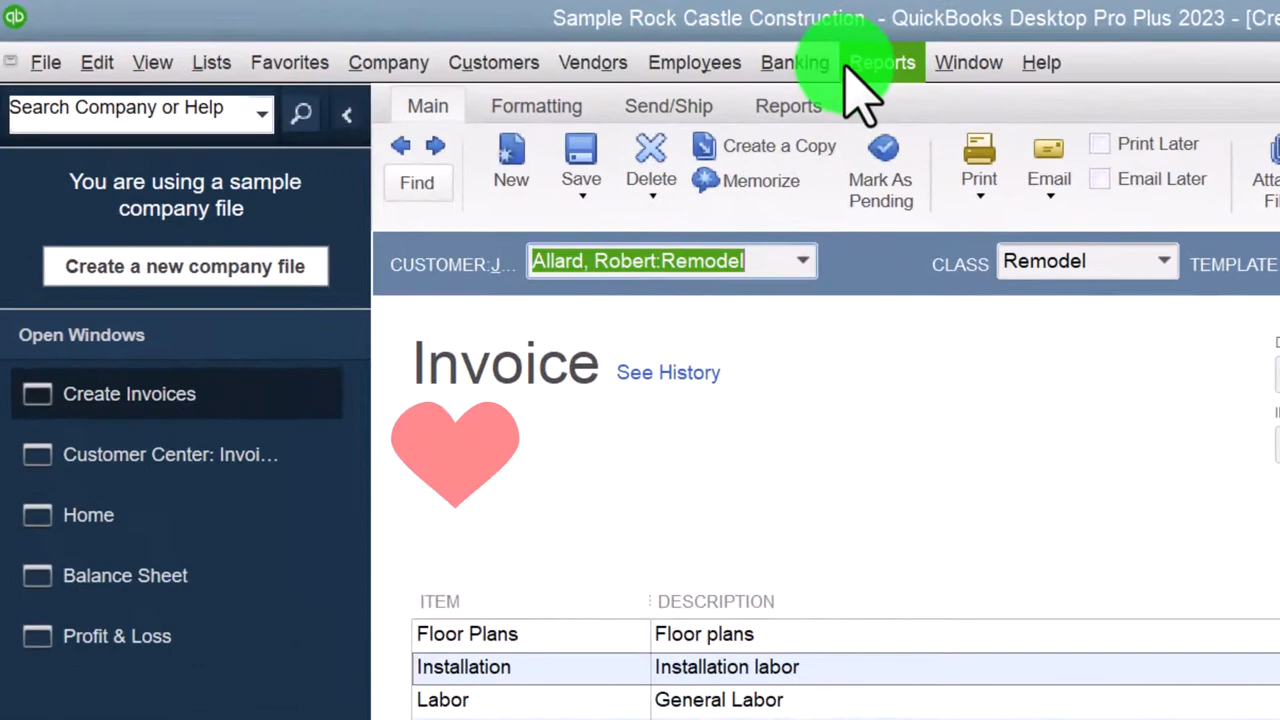 qb Sample Rock Castle Construction - QuickBooks Desktop Pro Plus 2023 - [Cre
File Edit View Lists Favorites Company Customers Vendors Employees Banking Reports Window Help
Search Company or Help
Main Formatting Send/Ship Reports
Find
New
Save
Delete
Create a Copy
Memorize
Mark As
Pending
Print
Email
Print Later
Email Later
Atta
Fi
You are using a sample
company file
Create a new company file
CUSTOMER:J... Allard, Robert:Remodel CLASS Remodel TEMPLATE
Open Windows
Create Invoices
Customer Center: Invoi...
Home
Balance Sheet
Profit & Loss
Invoice See History
ITEM DESCRIPTION
Floor Plans Floor plans
Installation Installation labor
Labor General Labor